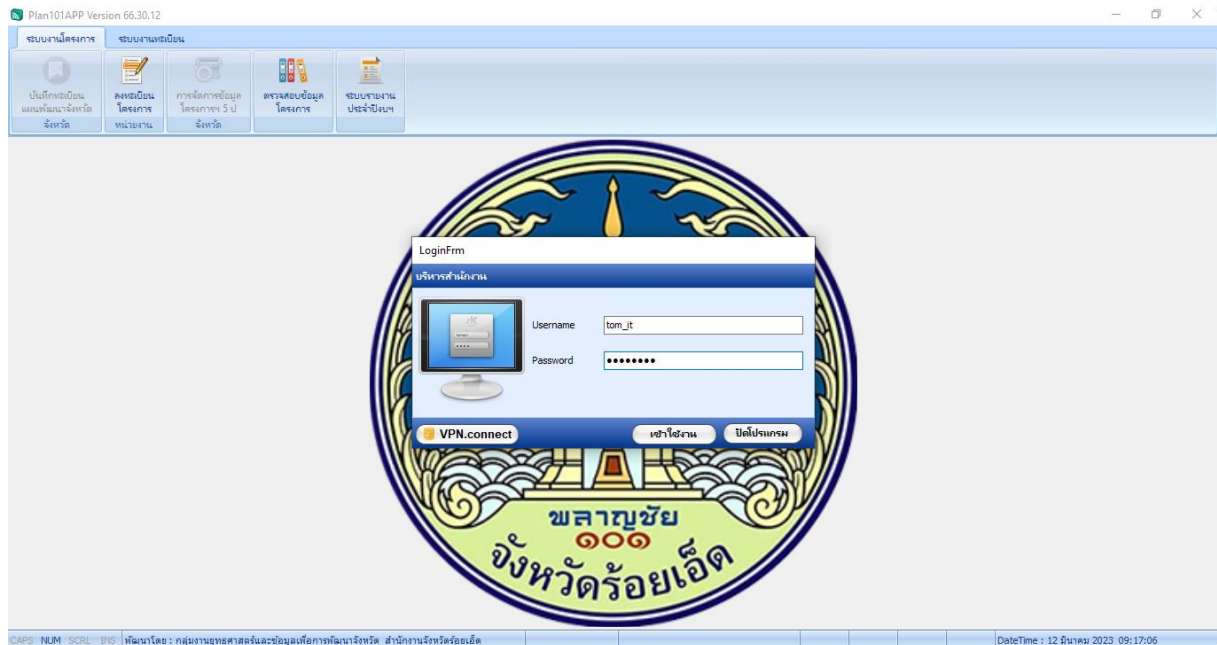 Plan101APP Version 66.30.12
ระบบงานโครงการ
ระบบงานทะเบียน
บันทึกทะเบียน
แผนพัฒนาจังหวัด
จังหวัด
ลงทะเบียน
โครงการ
หน่วยงาน
การจัดการข้อมูล
โครงการฯ 5 ปี
จังหวัด
ตรวจสอบข้อมูล
โครงการ
ระบบรายงาน
ประจำปีงบฯ
LoginFrm
บริหารสำนักงาน
Username
tom_it
Password
••••••••
VPN.connect
เข้าใช้งาน
ปิดโปรแกรม
พลาญชัย
๑๐๑
จังหวัดร้อยเอ็ด
CAPS NUM SCRL INS พัฒนาโดย : กลุ่มงานยุทธศาสตร์และข้อมูลเพื่อการพัฒนาจังหวัด สำนักงานจังหวัดร้อยเอ็ด
DateTime : 12 มีนาคม 2023 09:17:06